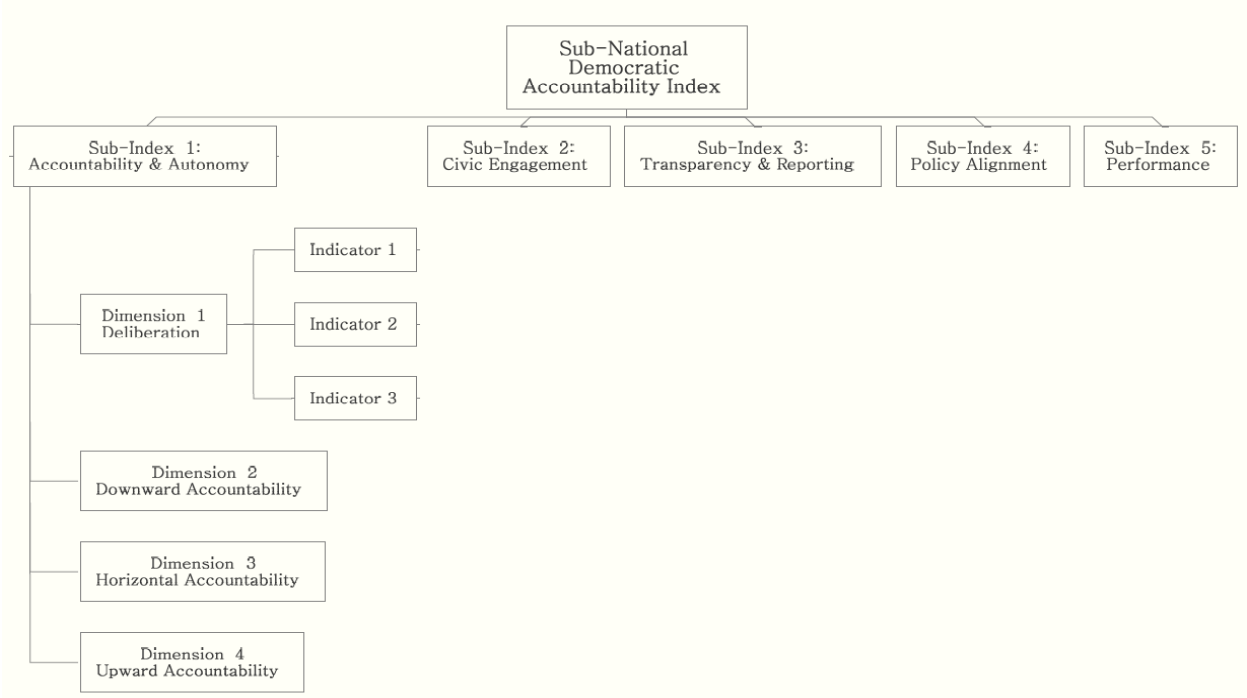 Sub-National
Democratic
Accountability Index
Sub-Index 1:
Accountability & Autonomy
Sub-Index 2:
Civic Engagement
Sub-Index 3:
Transparency & Reporting
Sub-Index 4:
Policy Alignment
Sub-Index 5:
Performance
Dimension 1
Deliberation
Indicator 1
Indicator 2
Indicator 3
Dimension 2
Downward Accountability
Dimension 3
Horizontal Accountability
Dimension 4
Upward Accountability